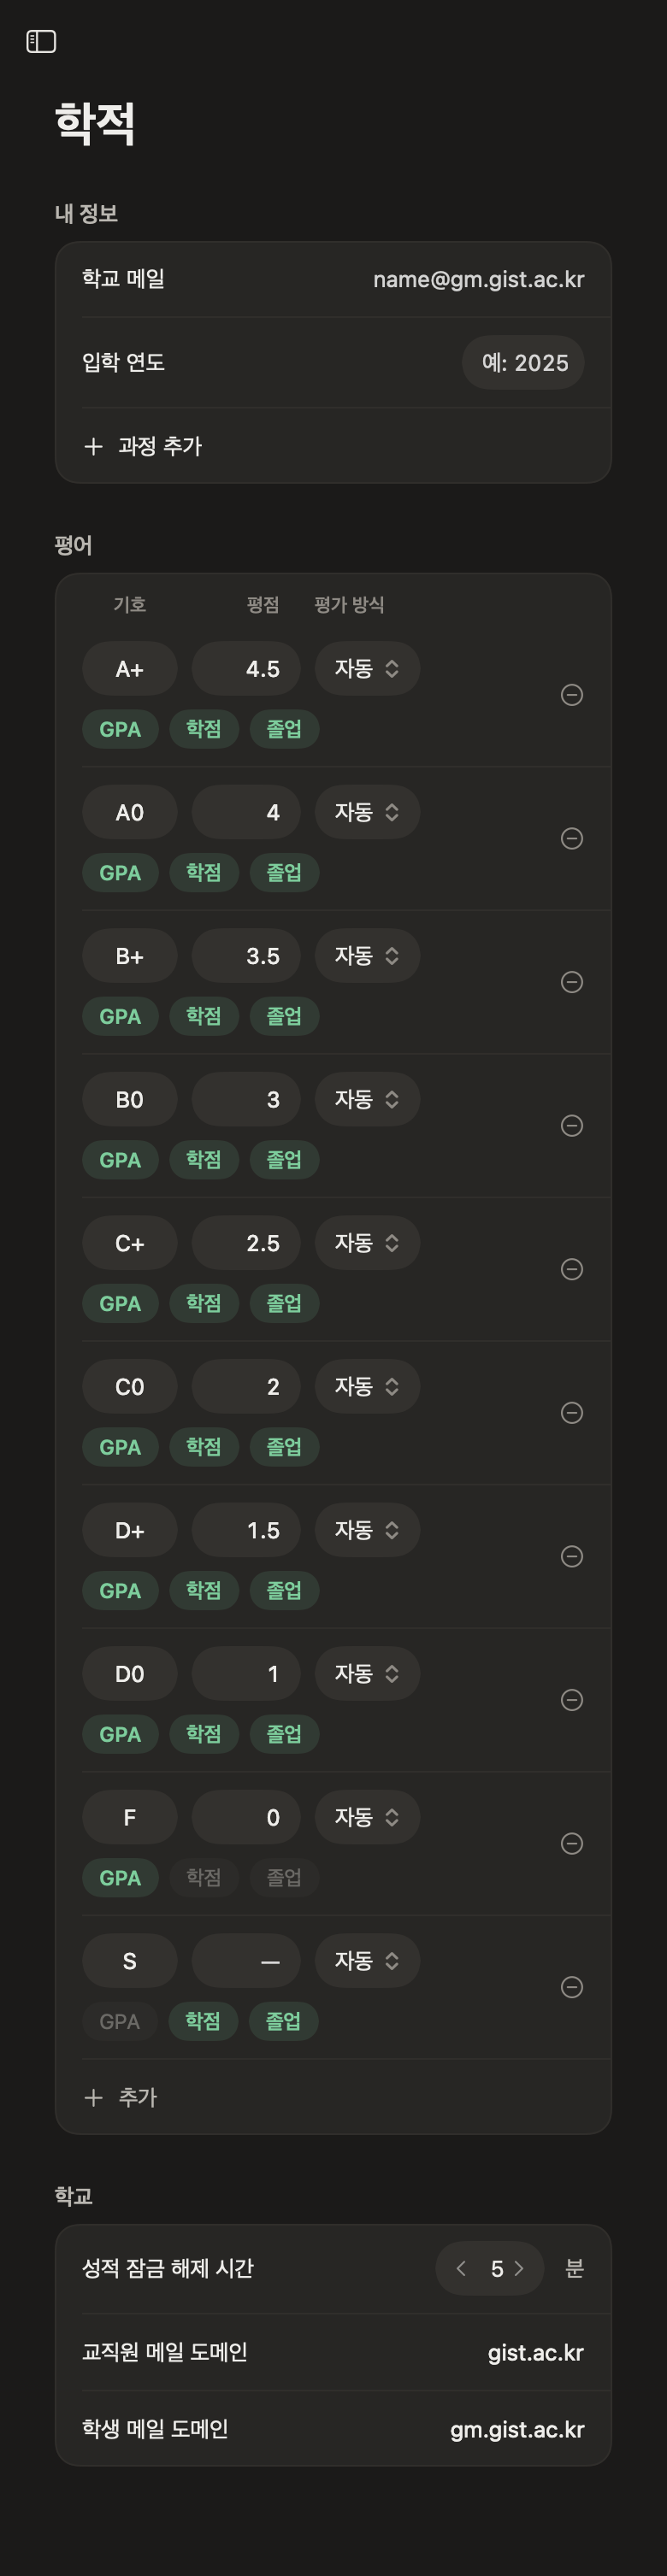 학적
내 정보
학교 메일 name@gm.gist.ac.kr
입학 연도 예: 2025
+ 과정 추가
평어
기호 평점 평가 방식
A+ 4.5 자동
GPA 학점 졸업
A0 4 자동
GPA 학점 졸업
B+ 3.5 자동
GPA 학점 졸업
B0 3 자동
GPA 학점 졸업
C+ 2.5 자동
GPA 학점 졸업
C0 2 자동
GPA 학점 졸업
D+ 1.5 자동
GPA 학점 졸업
D0 1 자동
GPA 학점 졸업
F 0 자동
GPA 학점 졸업
S — 자동
GPA 학점 졸업
+ 추가
학교
성적 잠금 해제 시간 5 분
교직원 메일 도메인 gist.ac.kr
학생 메일 도메인 gm.gist.ac.kr